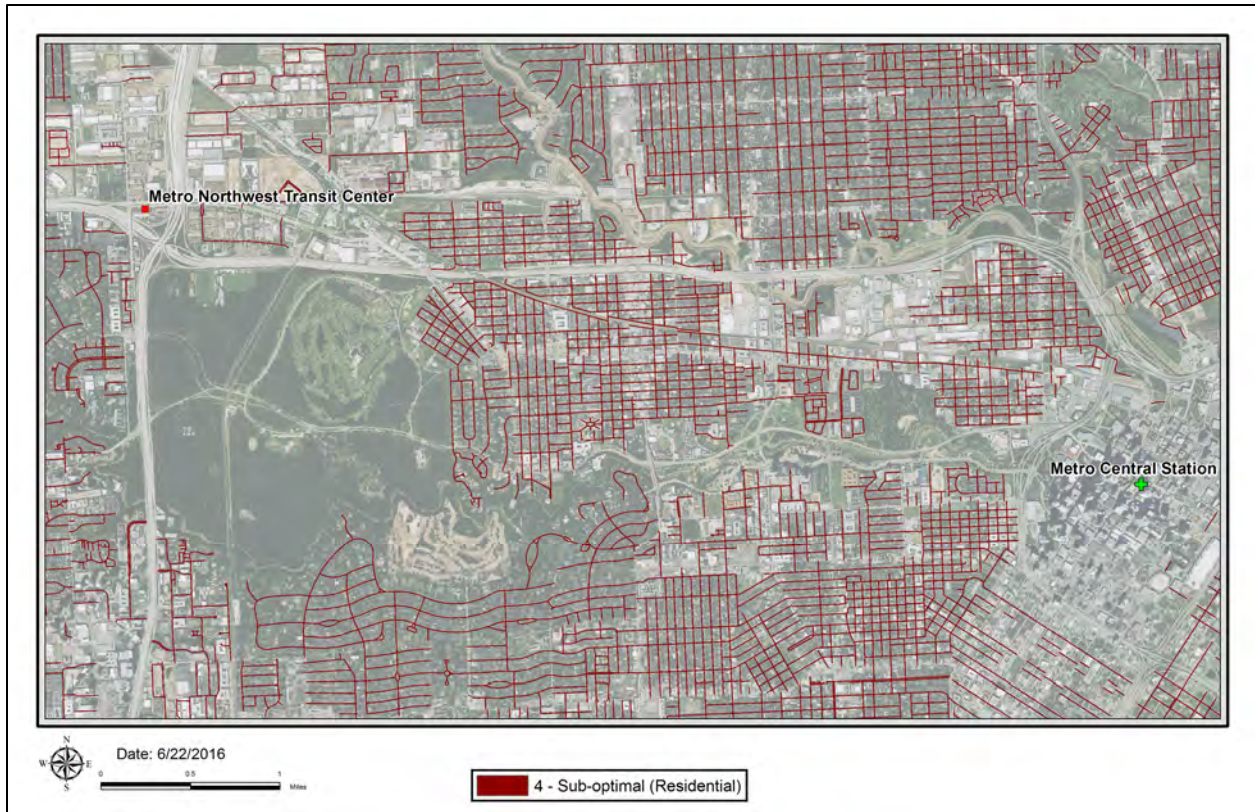 Metro Northwest Transit Center
Metro Central Station
N
W E
S
Date: 6/22/2016
0 0.5 1
Miles
4 - Sub-optimal (Residential)